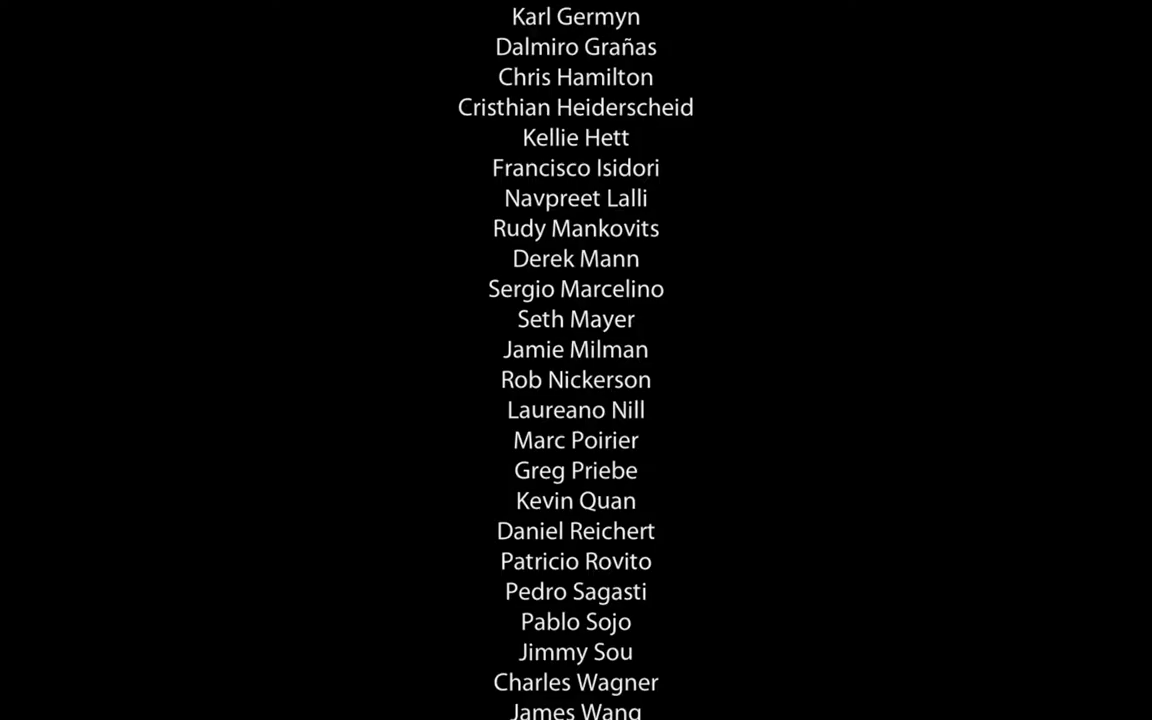 Karl Germyn
Dalmiro Grañas
Chris Hamilton
Cristhian Heiderscheid
Kellie Hett
Francisco Isidori
Navpreet Lalli
Rudy Mankovits
Derek Mann
Sergio Marcelino
Seth Mayer
Jamie Milman
Rob Nickerson
Laureano Nill
Marc Poirier
Greg Priebe
Kevin Quan
Daniel Reichert
Patricio Rovito
Pedro Sagasti
Pablo Sojo
Jimmy Sou
Charles Wagner
James Wang